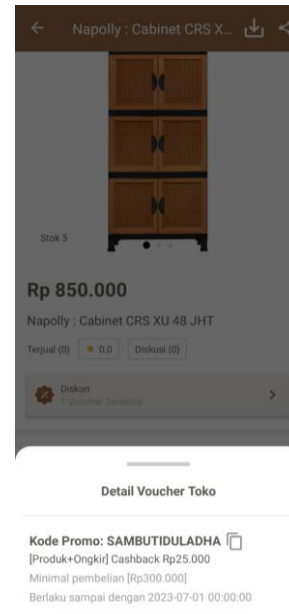 Napolly : Cabinet CRS X...
Stok 5
Rp 850.000
Napolly : Cabinet CRS XU 48 JHT
Terjual (0) 0.0 Diskusi (0)
Diskon
1 Voucher Tersedia
Detail Voucher Toko
Kode Promo: SAMBUTIDULADHA
[Produk+Ongkir] Cashback Rp25.000
Minimal pembelian [Rp300.000]
Berlaku sampai dengan 2023-07-01 00:00:00